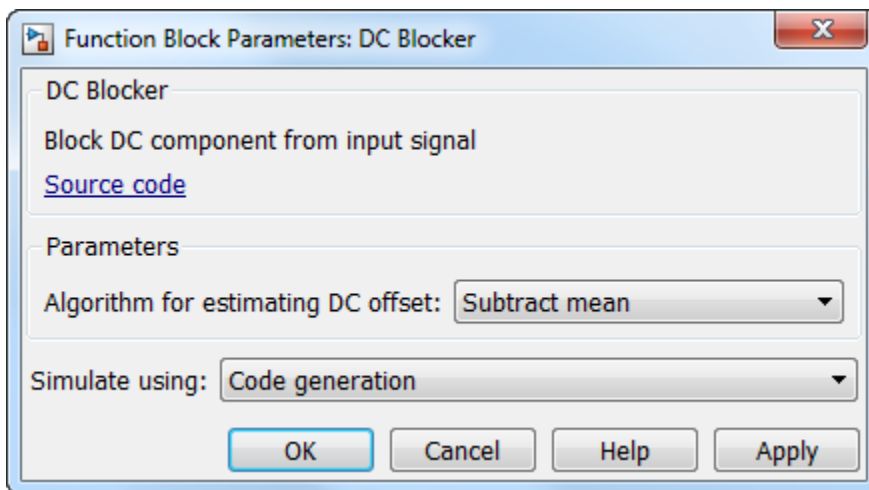 Function Block Parameters: DC Blocker
DC Blocker
Block DC component from input signal
Source code
Parameters
Algorithm for estimating DC offset: Subtract mean
Simulate using: Code generation
OK Cancel Help Apply